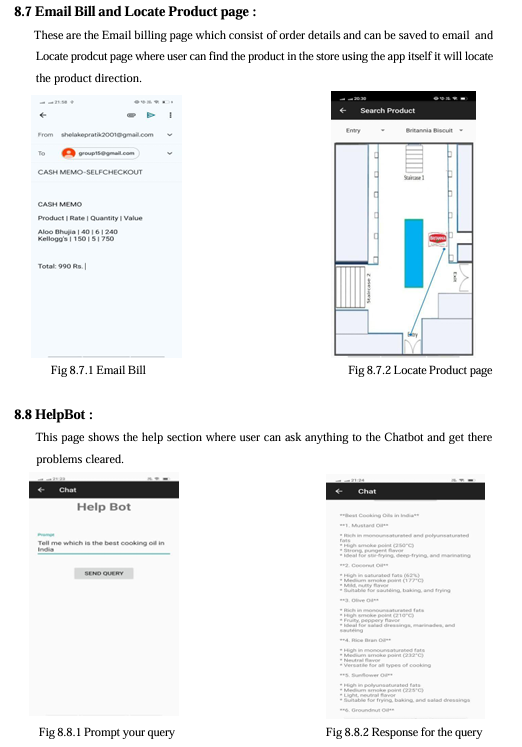 8.7 Email Bill and Locate Product page :
These are the Email billing page which consist of order details and can be saved to email and
Locate prodcut page where user can find the product in the store using the app itself it will locate
the product direction.
21:58
From shelakepratik2001@gmail.com
To group15@gmail.com
CASH MEMO-SELFCHECKOUT
CASH MEMO
Product | Rate | Quantity | Value
Aloo Bhujia | 40 | 6 | 240
Kellogg's | 150 | 5 | 750
Total: 990 Rs.
20:30
Search Product
Entry Britannia Biscuit
Staircase 1
BRITANNIA
Staircase 2
Exit
Entry
Fig 8.7.1 Email Bill Fig 8.7.2 Locate Product page
8.8 HelpBot :
This page shows the help section where user can ask anything to the Chatbot and get there
problems cleared.
Chat
Help Bot
Prompt
Tell me which is the best cooking oil in
India
SEND QUERY
21:24
Chat
**Best Cooking Oils in India**
**1. Mustard Oil**
* Rich in monounsaturated and polyunsaturated
fats
* High smoke point (250°C)
* Strong, pungent flavor
* Ideal for stir-frying, deep-frying, and marinating
**2. Coconut Oil**
* High in saturated fats (62%)
* Medium smoke point (177°C)
* Mild, nutty flavor
* Suitable for sautéing, baking, and frying
**3. Olive Oil**
* Rich in monounsaturated fats
* High smoke point (210°C)
* Fruity, peppery flavor
* Ideal for salad dressings, marinades, and
sautéing
**4. Rice Bran Oil**
* High in monounsaturated fats
* Medium smoke point (232°C)
* Neutral flavor
* Versatile for all types of cooking
**5. Sunflower Oil**
* High in polyunsaturated fats
* Medium smoke point (225°C)
* Light, neutral flavor
* Suitable for frying, baking, and salad dressings
**6. Groundnut Oil**
Fig 8.8.1 Prompt your query Fig 8.8.2 Response for the query